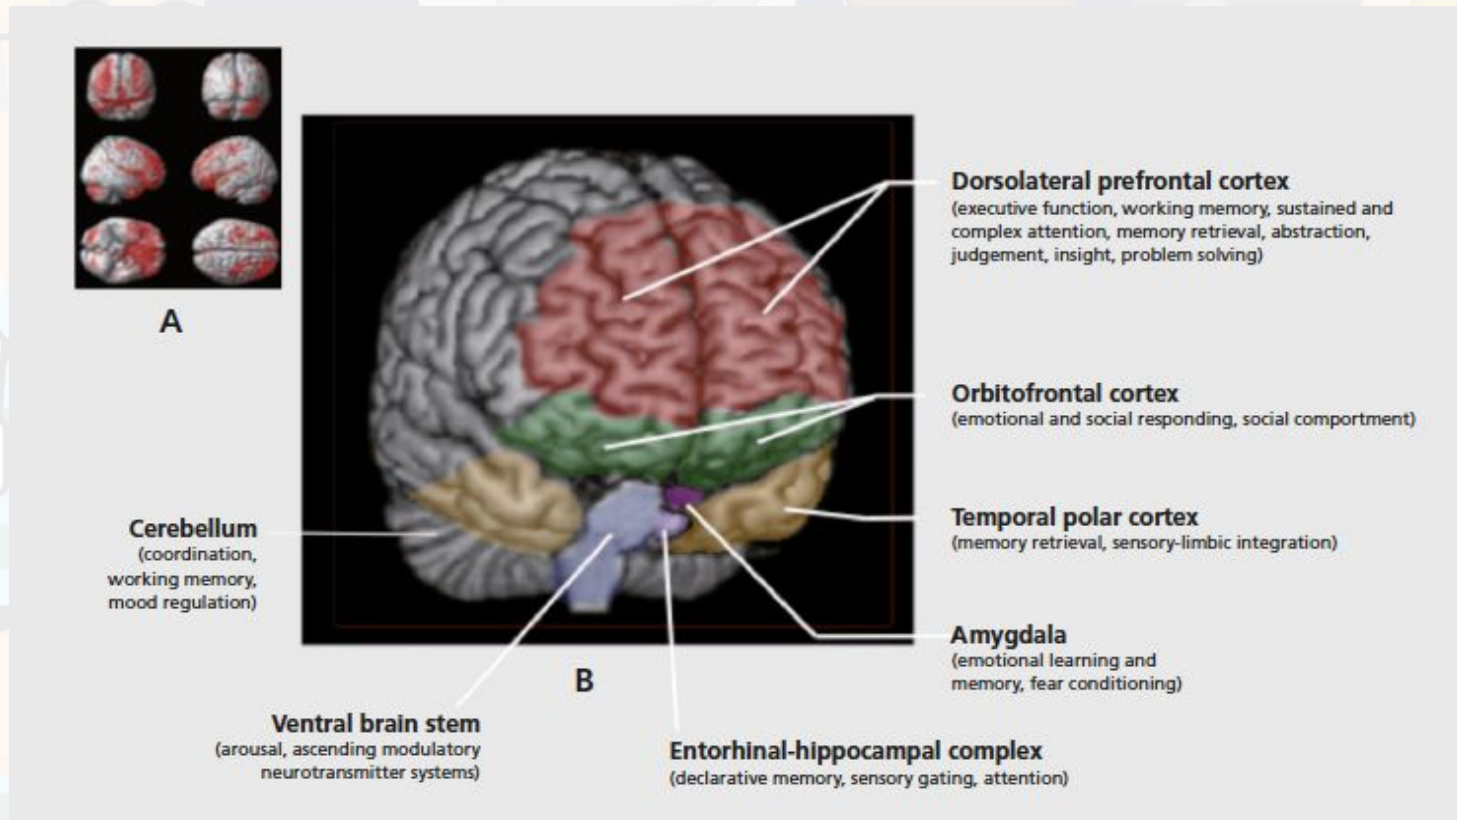 A
Dorsolateral prefrontal cortex
(executive function, working memory, sustained and
complex attention, memory retrieval, abstraction,
judgement, insight, problem solving)
Orbitofrontal cortex
(emotional and social responding, social comportment)
Temporal polar cortex
(memory retrieval, sensory-limbic integration)
Cerebellum
(coordination,
working memory,
mood regulation)
Amygdala
(emotional learning and
memory, fear conditioning)
B
Ventral brain stem
(arousal, ascending modulatory
neurotransmitter systems)
Entorhinal-hippocampal complex
(declarative memory, sensory gating, attention)